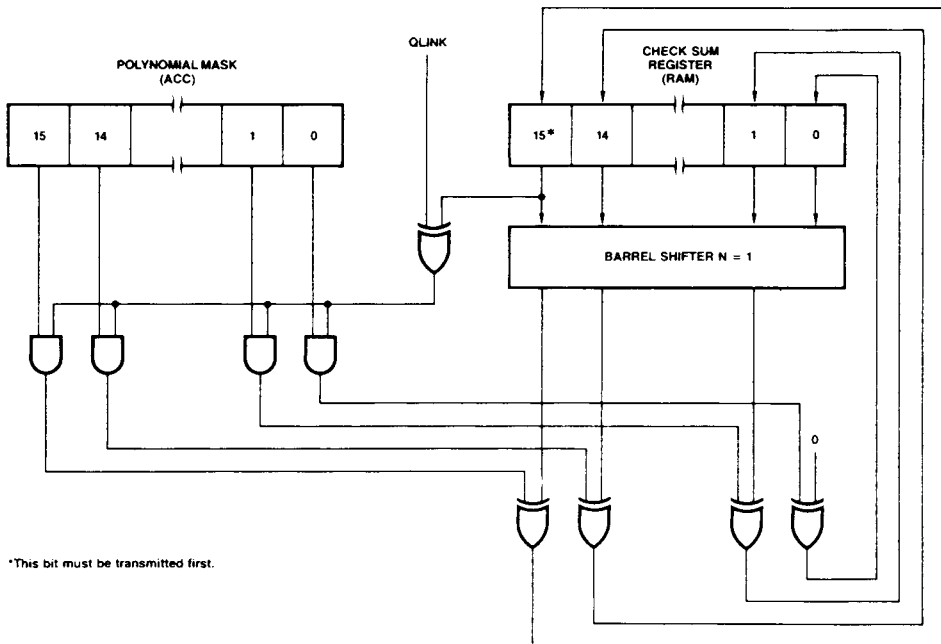 QLINK
POLYNOMIAL MASK
(ACC)
CHECK SUM
REGISTER
(RAM)
15 14 1 0
15* 14 1 0
BARREL SHIFTER N = 1
0
*This bit must be transmitted first.